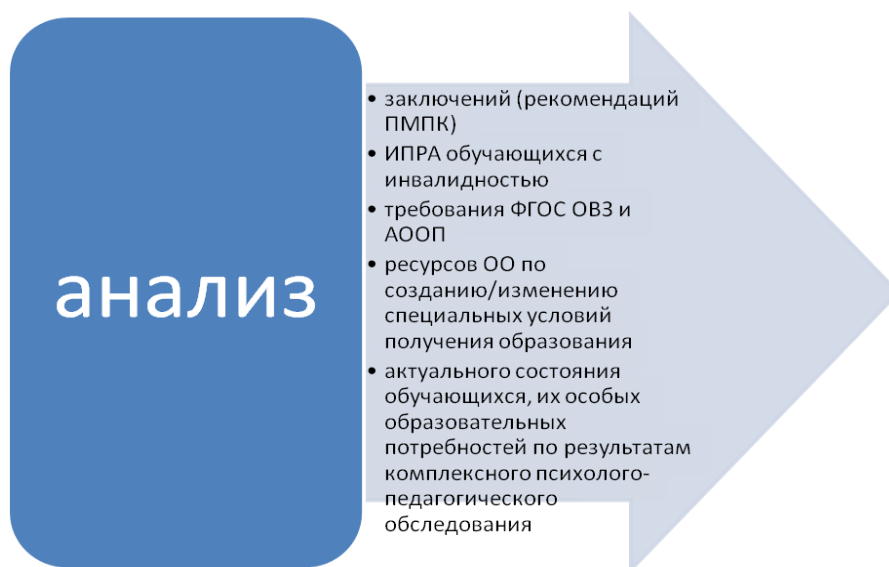 анализ
• заключений (рекомендаций
ПМПК)
• ИПРА обучающихся с
инвалидностью
• требования ФГОС ОВЗ и
АООП
• ресурсов ОО по
созданию/изменению
специальных условий
получения образования
• актуального состояния
обучающихся, их особых
образовательных
потребностей по результатам
комплексного психолого-
педагогического
обследования